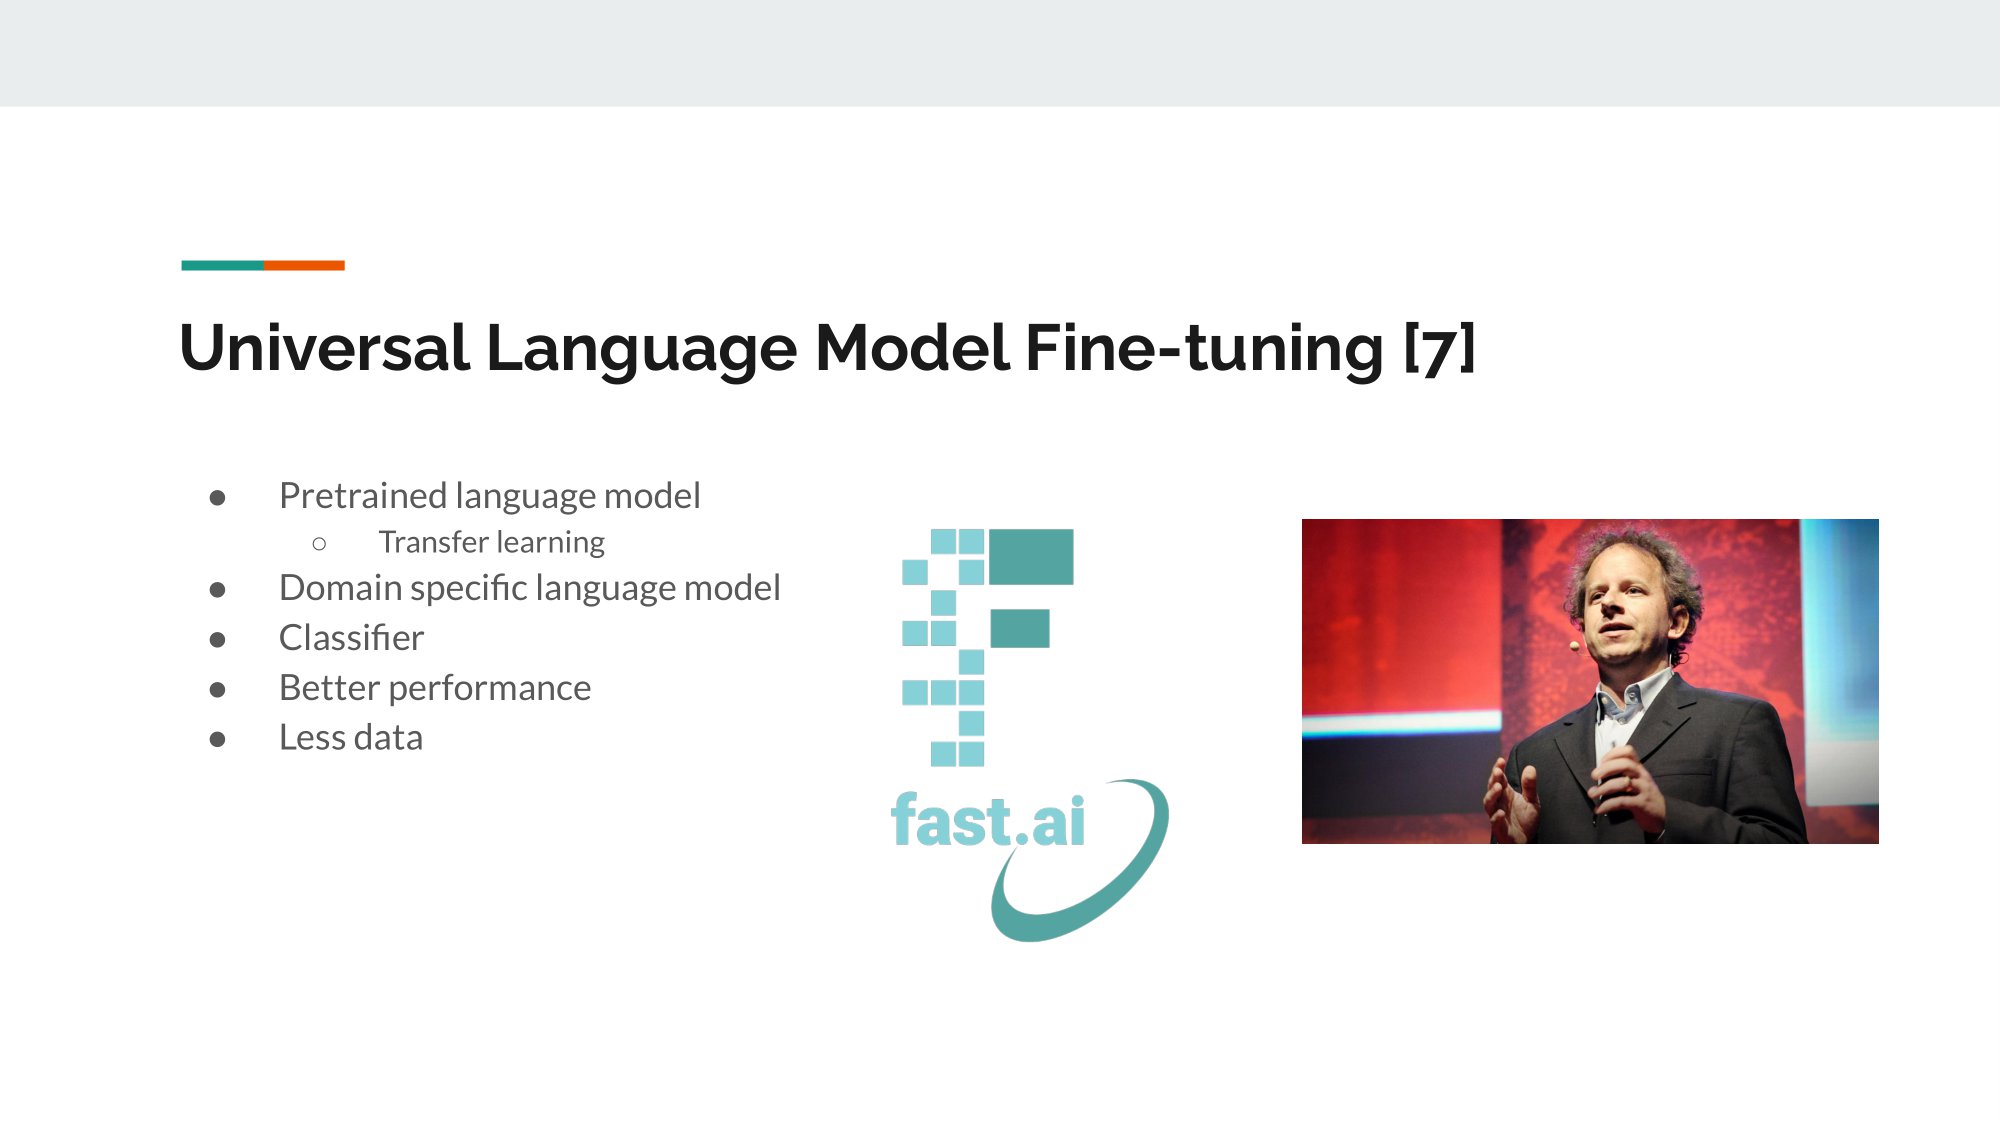 Universal Language Model Fine-tuning [7]
● Pretrained language model
○ Transfer learning
● Domain specific language model
● Classifier
● Better performance
● Less data
fast.ai